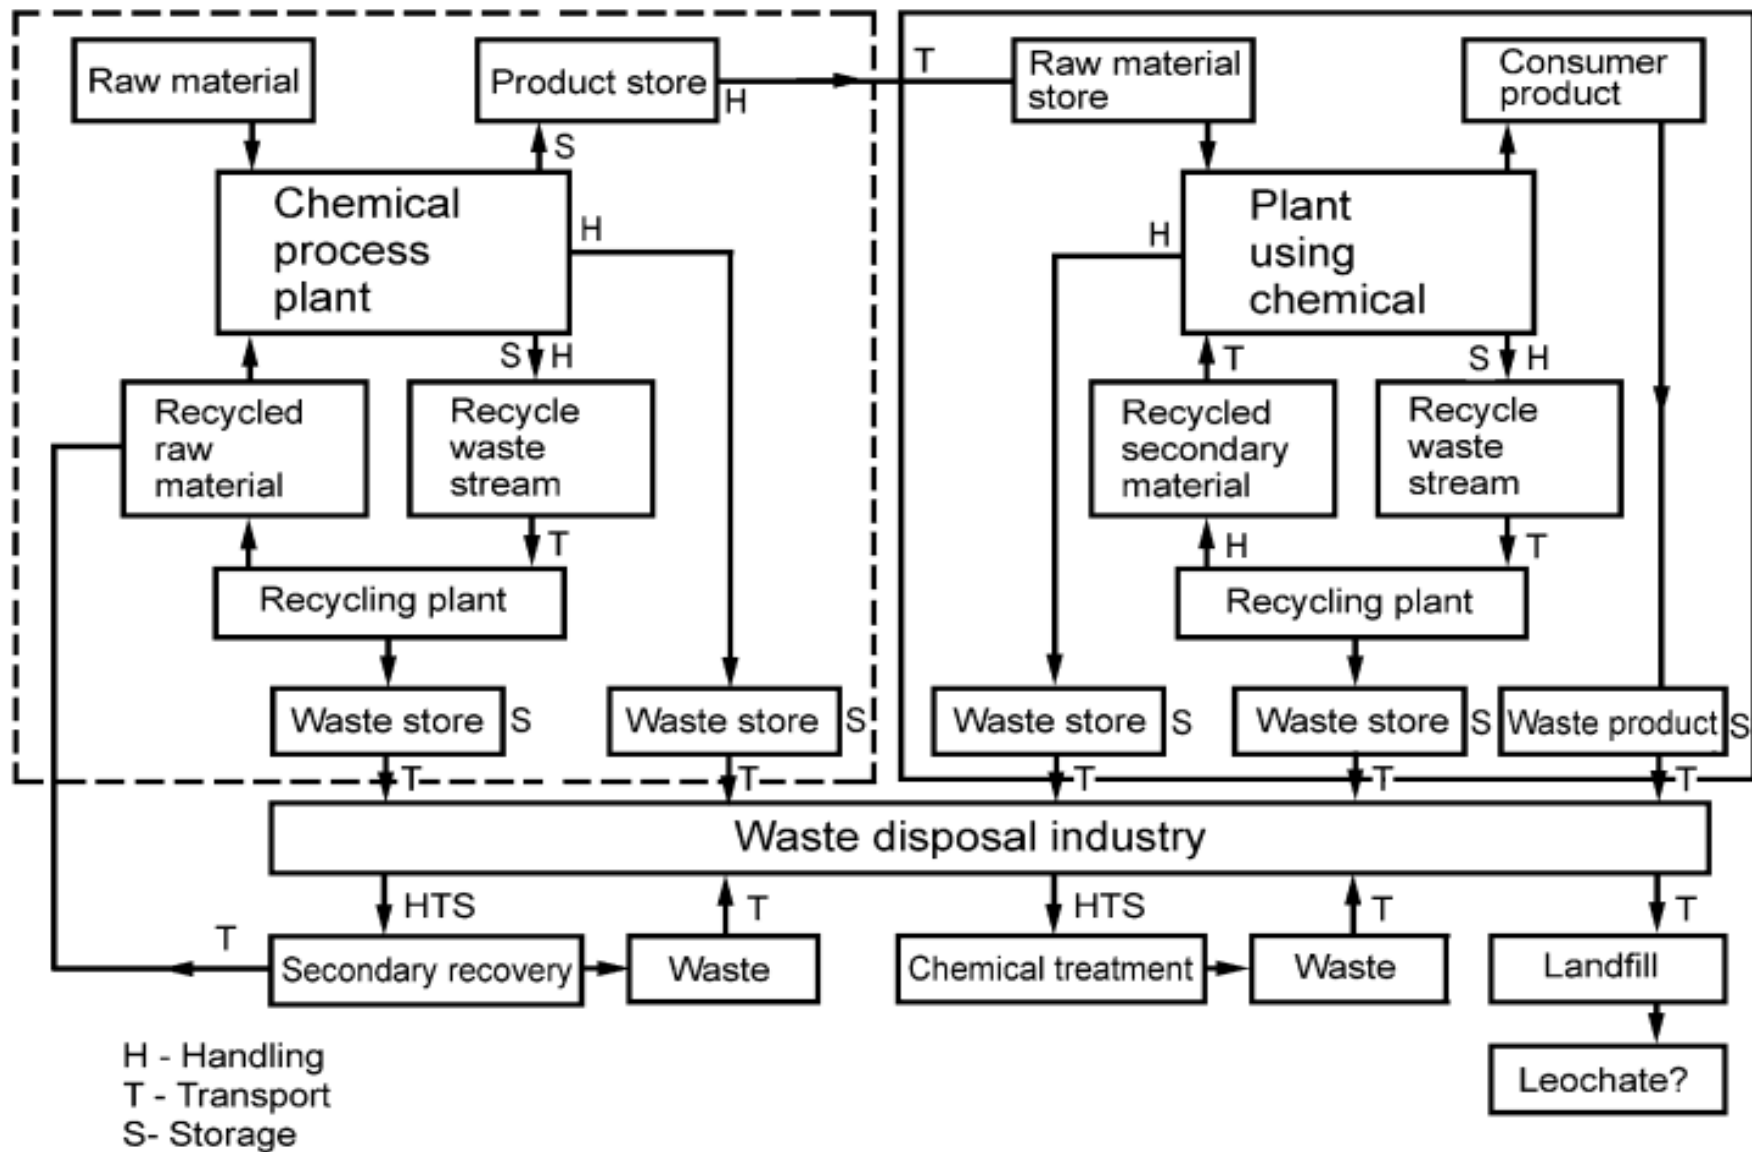 Raw material
Product store
H
T
Raw material
store
Consumer
product
S
Chemical
process
plant
H
H
Plant
using
chemical
S H
T
S H
Recycled
raw
material
Recycle
waste
stream
Recycled
secondary
material
Recycle
waste
stream
T
H
T
Recycling plant
Recycling plant
Waste store S
Waste store S
Waste store S
Waste store S
Waste product S
T
T
T
T
T
Waste disposal industry
HTS
T
HTS
T
T
T
Secondary recovery
Waste
Chemical treatment
Waste
Landfill
Leochate?
H - Handling
T - Transport
S- Storage